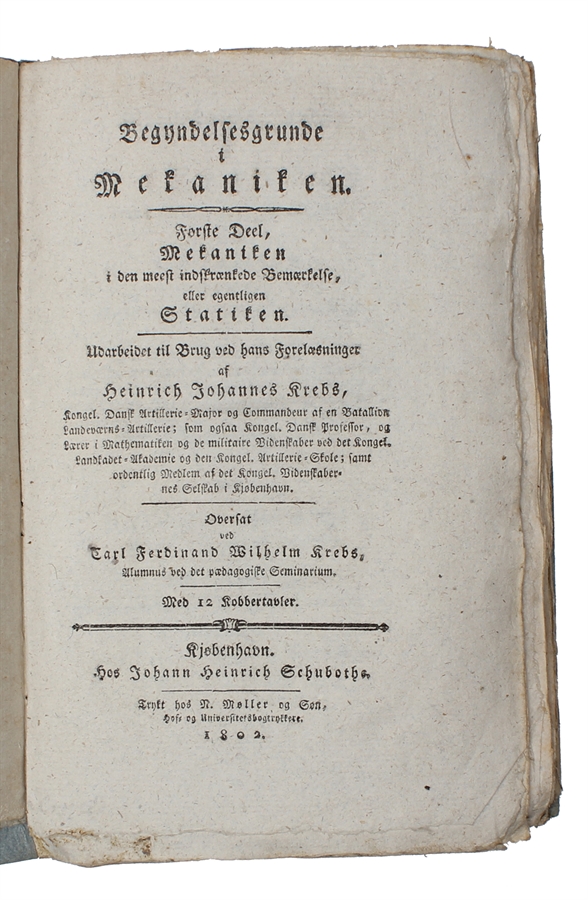 Begyndelsesgrunde
i
Mekaniken.
Første Deel,
Mekaniken
i den meest indskrænkede Bemærkelse,
eller egentligen
Statiken.
Udarbeidet til Brug ved hans Forelæsninger
af
Heinrich Johannes Krebs,
Kongel. Dansk Artillerie-Major og Commandeur af en Batallion
Landeværns-Artillerie; som ogsaa Kongel. Dansk Professor, og
Lærer i Mathematiken og de militaire Videnskaber ved det Kongel.
Landkadet-Akademie og den Kongel. Artillerie-Skole; samt
ordentlig Medlem af det Kongel. Videnskaber-
nes Selskab i Kjøbenhavn.
Oversat
ved
Carl Ferdinand Wilhelm Krebs,
Alumnus ved det pædagogiske Seminarium.
Med 12 Kobbertavler.
Kjøbenhavn.
Hos Johann Heinrich Schubothe.
Trykt hos N. Møller og Søn,
Hof- og Universitetsbogtrykkere.
1802.